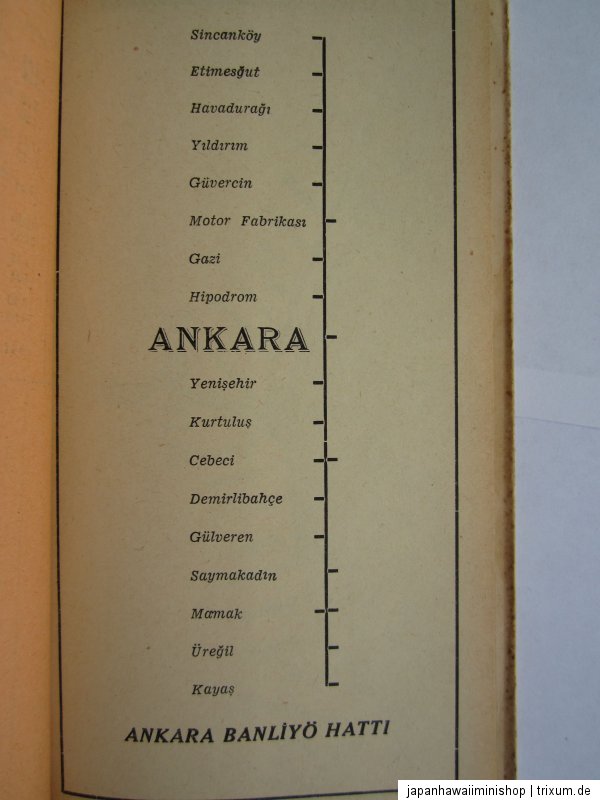 Sincanköy
Etimesğut
Havadurağı
Yıldırım
Güvercin
Motor Fabrikası
Gazi
Hipodrom
ANKARA
Yenişehir
Kurtuluş
Cebeci
Demirlibahçe
Gülveren
Saymakadın
Mamak
Üreğil
Kayaş
ANKARA BANLİYÖ HATTI
japanhawaiiminishop | trixum.de